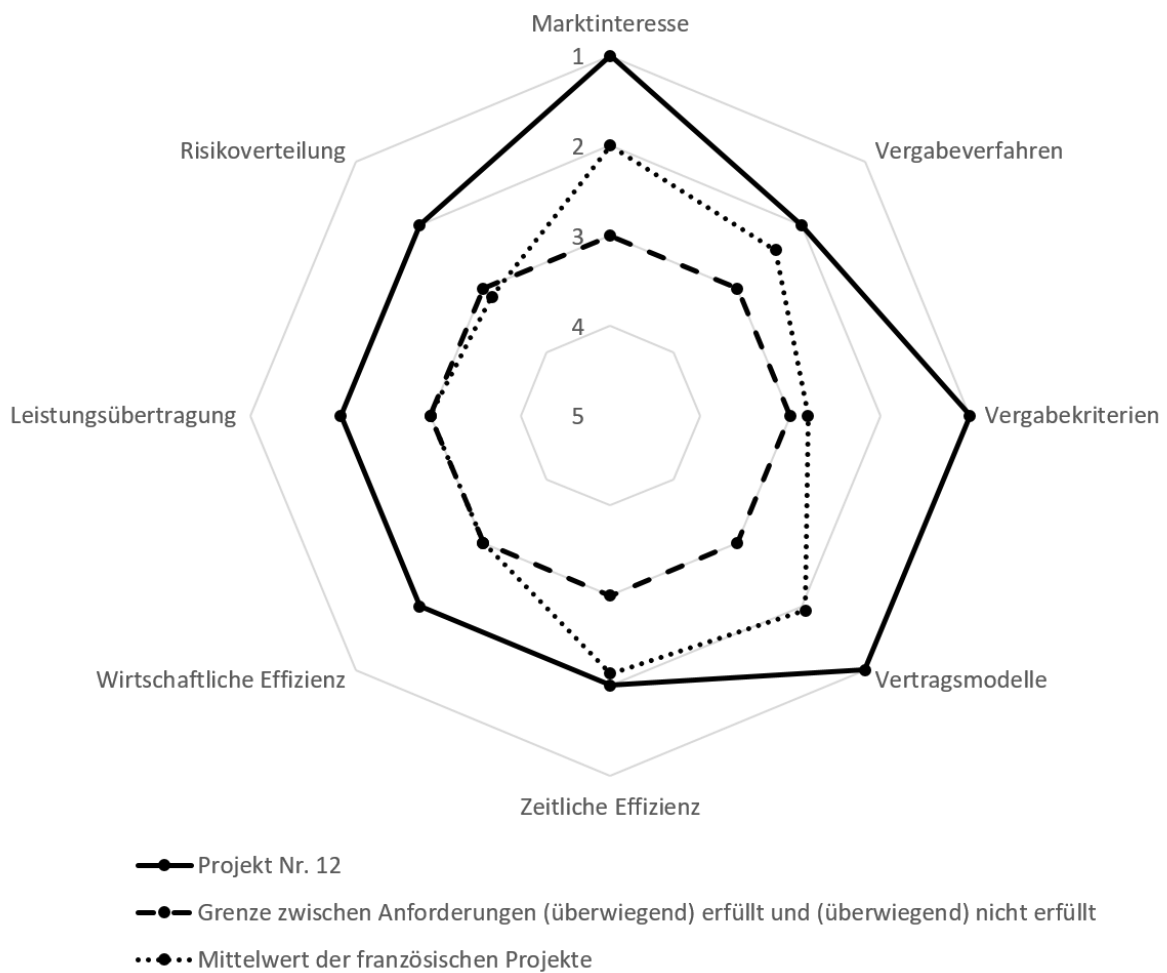 Marktinteresse
1
Risikoverteilung
2
Vergabeverfahren
3
4
Leistungsübertragung
5
Vergabekriterien
Wirtschaftliche Effizienz
Vertragsmodelle
Zeitliche Effizienz
Projekt Nr. 12
Grenze zwischen Anforderungen (überwiegend) erfüllt und (überwiegend) nicht erfüllt
Mittelwert der französischen Projekte